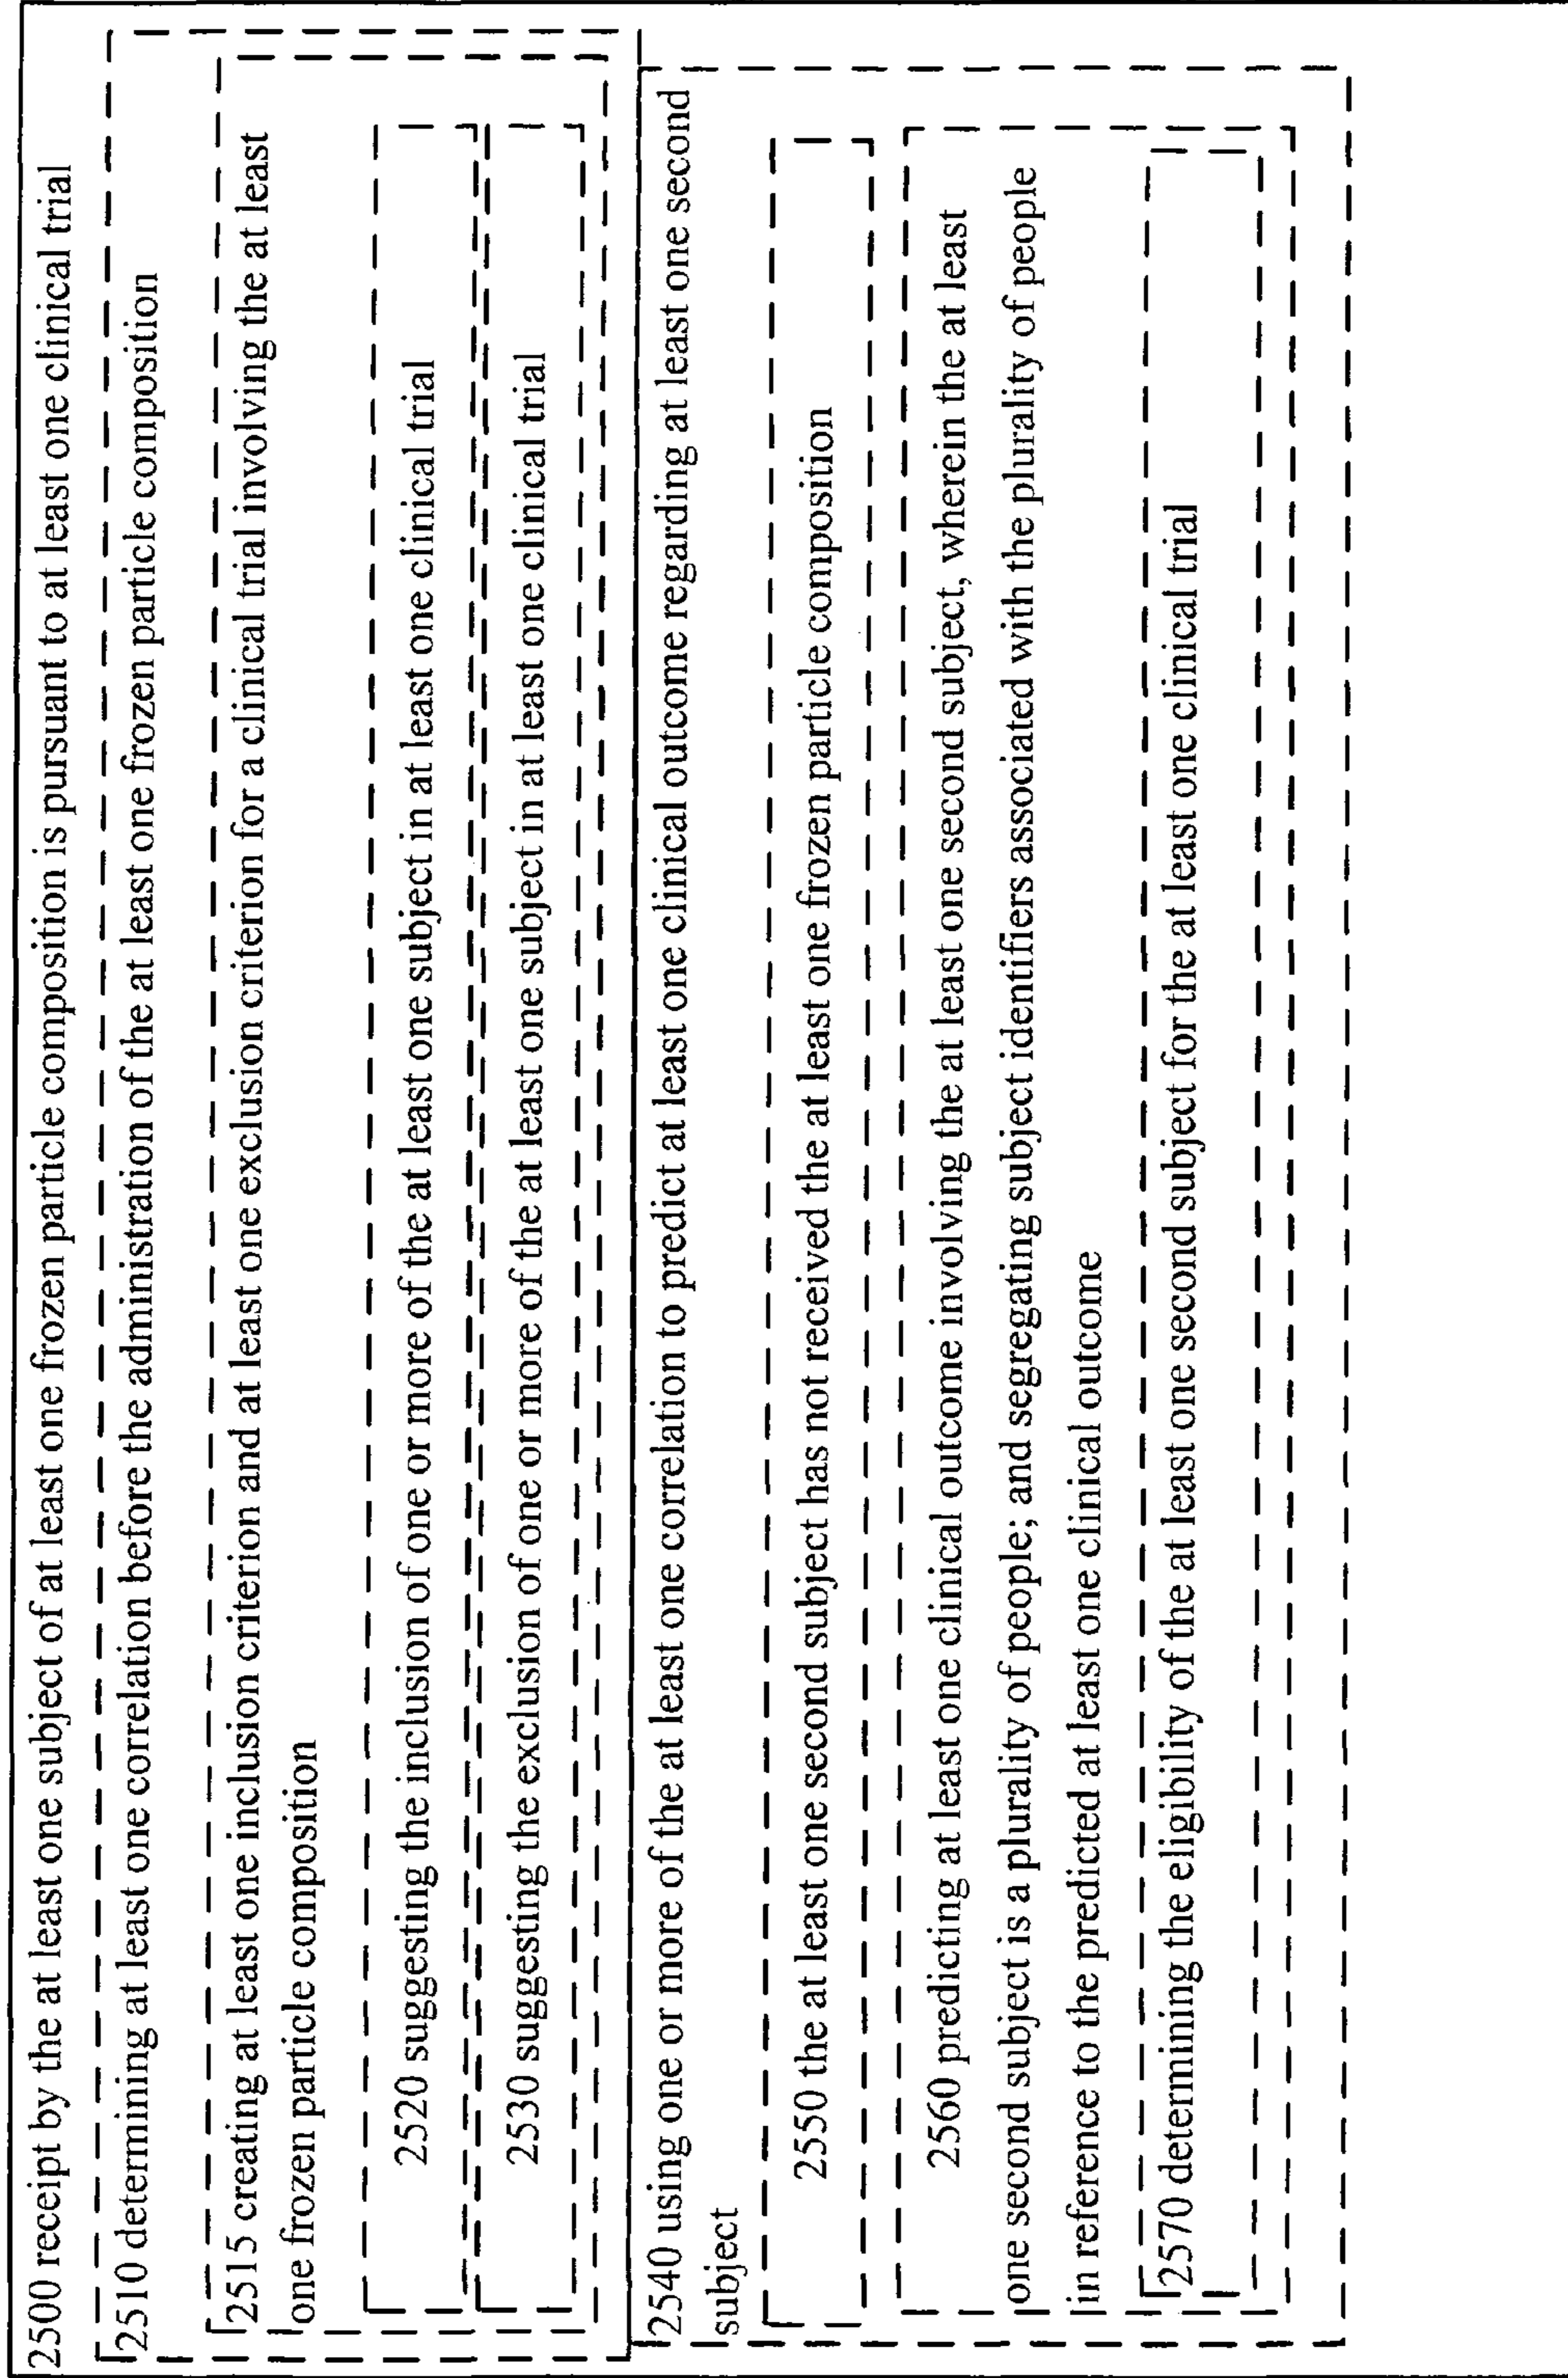 2500 receipt by the at least one subject of at least one frozen particle composition is pursuant to at least one clinical trial
2510 determining at least one correlation before the administration of the at least one frozen particle composition
2515 creating at least one inclusion criterion and at least one exclusion criterion for a clinical trial involving the at least
one frozen particle composition
2520 suggesting the inclusion of one or more of the at least one subject in at least one clinical trial
2530 suggesting the exclusion of one or more of the at least one subject in at least one clinical trial
2540 using one or more of the at least one correlation to predict at least one clinical outcome regarding at least one second
subject
2550 the at least one second subject has not received the at least one frozen particle composition
2560 predicting at least one clinical outcome involving the at least one second subject, wherein the at least
one second subject is a plurality of people; and segregating subject identifiers associated with the plurality of people
in reference to the predicted at least one clinical outcome
2570 determining the eligibility of the at least one second subject for the at least one clinical trial